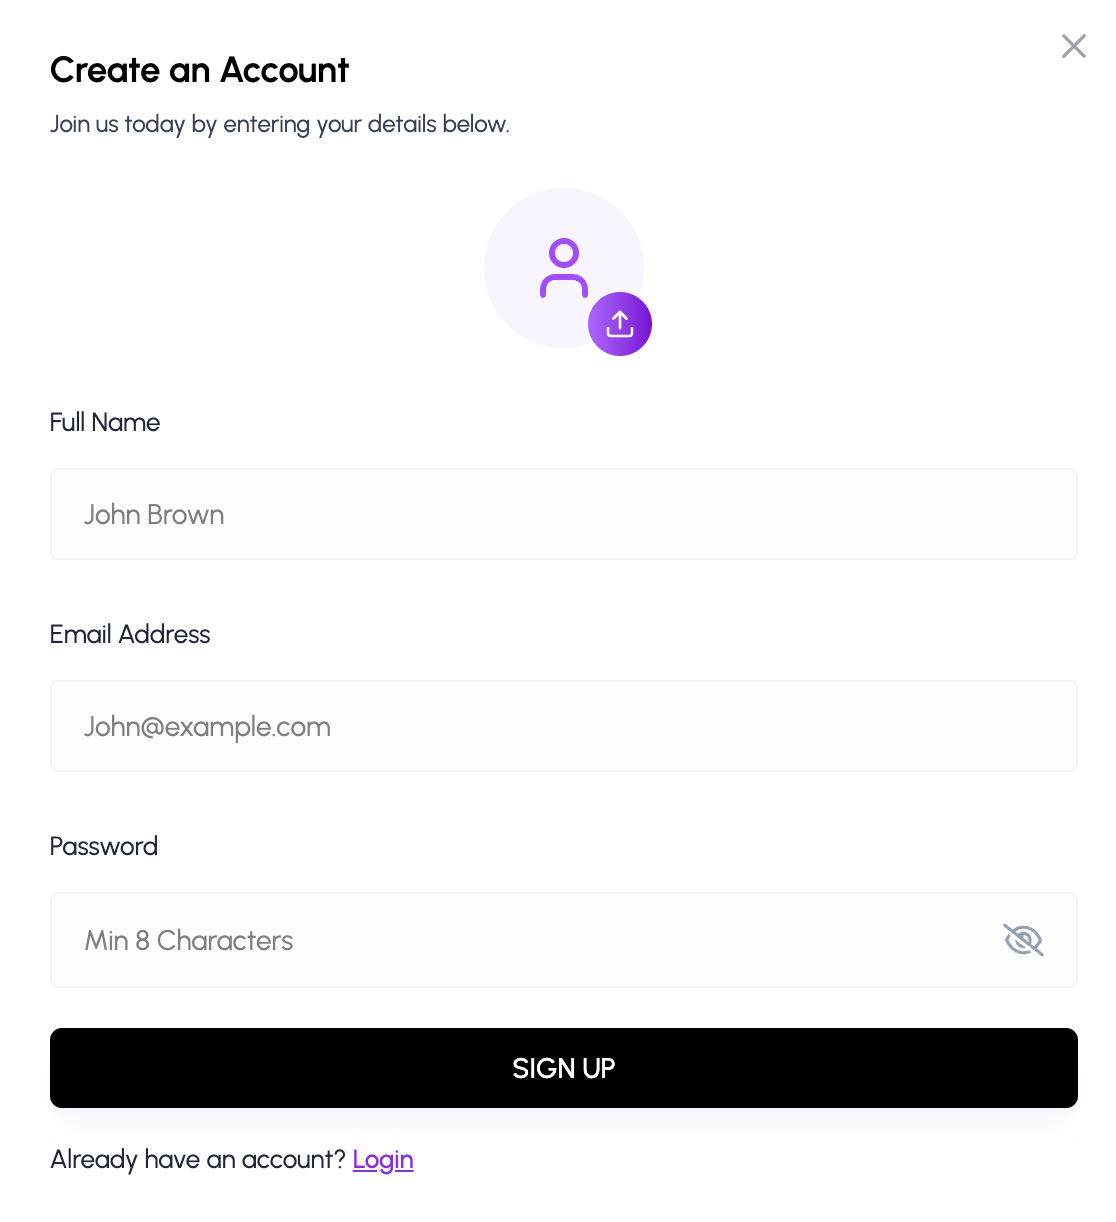 Create an Account
Join us today by entering your details below.
Full Name
John Brown
Email Address
John@example.com
Password
Min 8 Characters
SIGN UP
Already have an account? Login